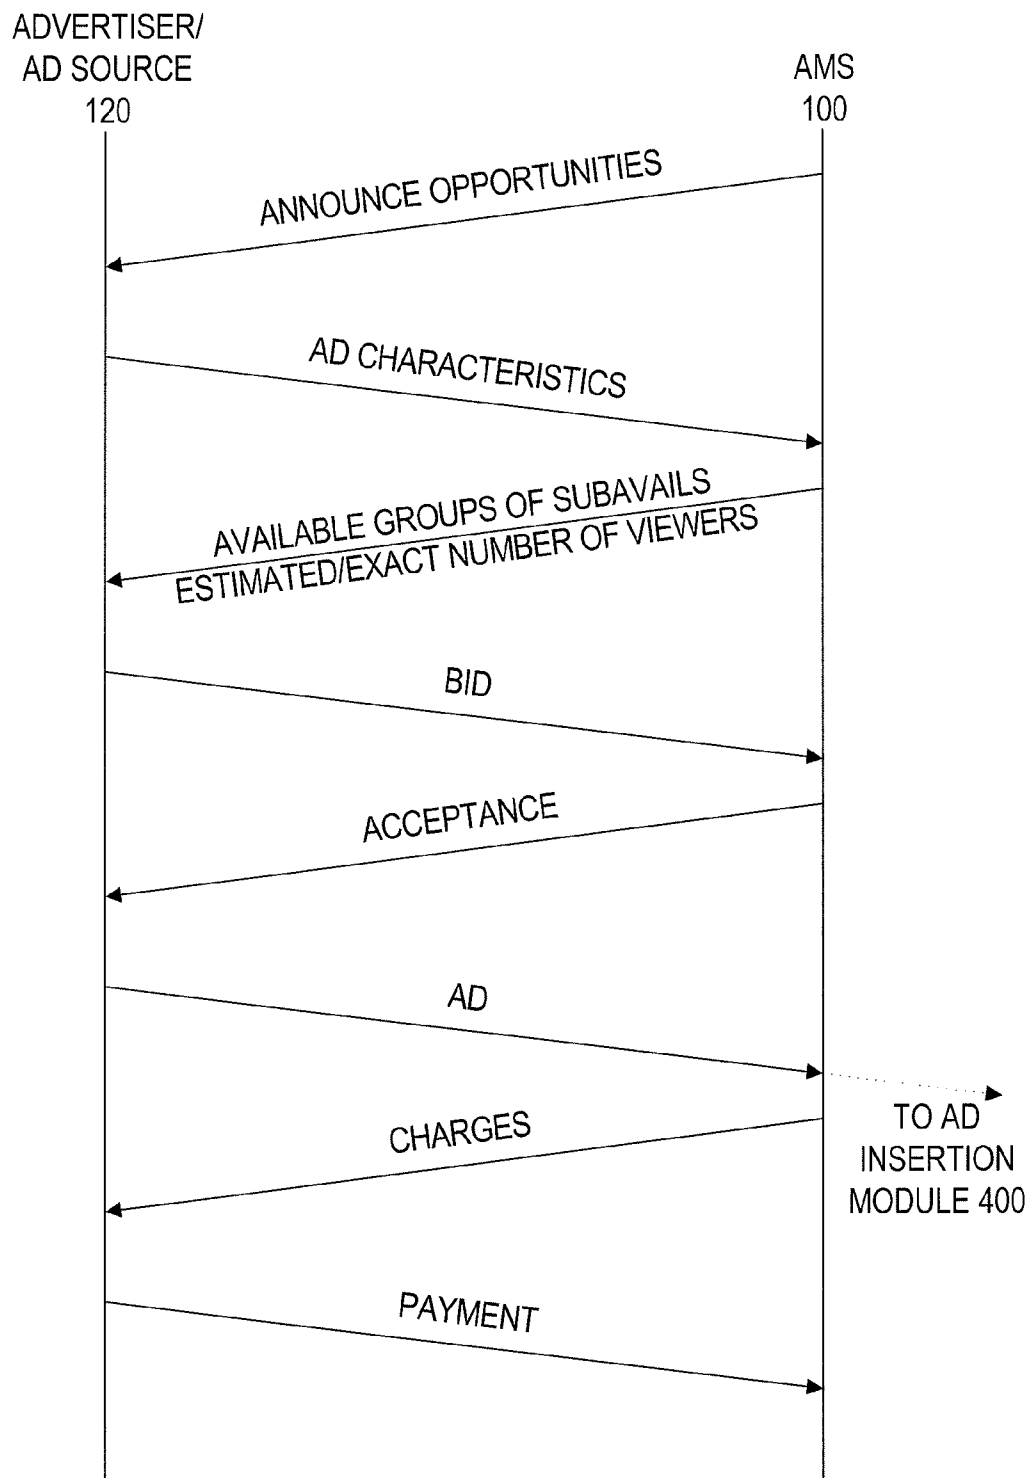 ADVERTISER/
AD SOURCE
120
AMS
100
ANNOUNCE OPPORTUNITIES
AD CHARACTERISTICS
AVAILABLE GROUPS OF SUBAVAILS
ESTIMATED/EXACT NUMBER OF VIEWERS
BID
ACCEPTANCE
AD
TO AD
INSERTION
MODULE 400
CHARGES
PAYMENT